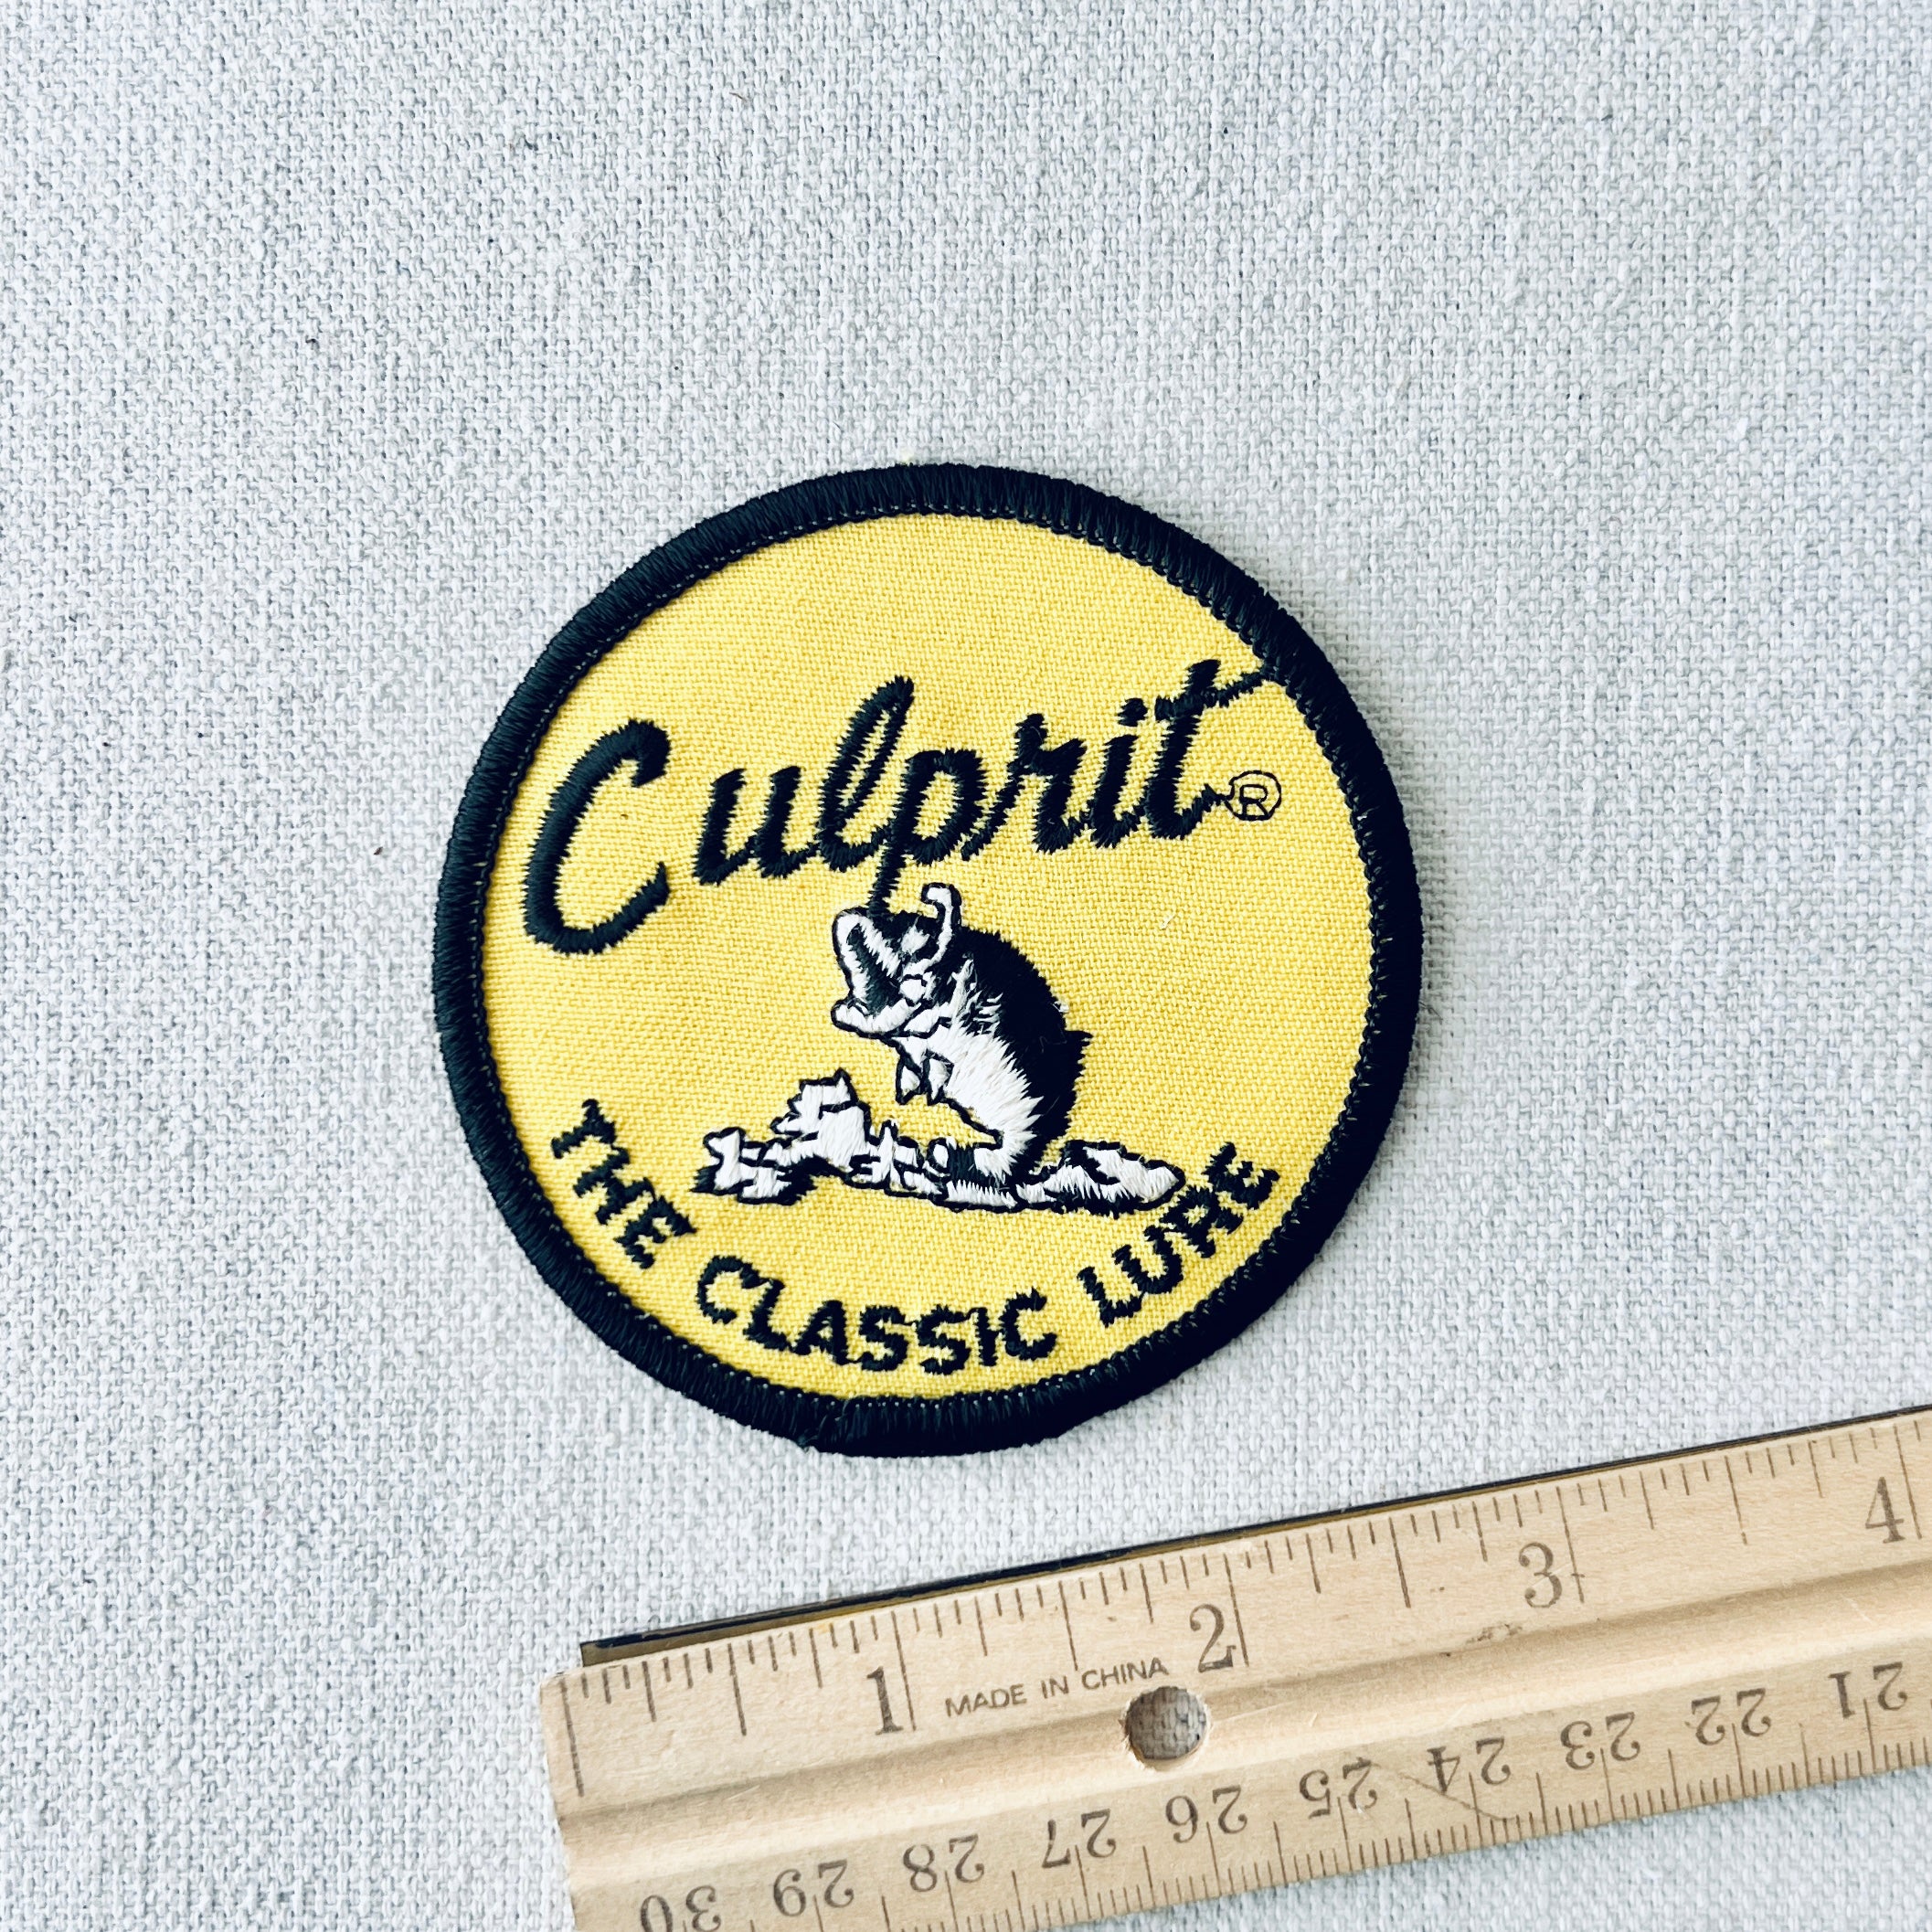 Culprit®
THE CLASSIC LURE
1 2 3 4
MADE IN CHINA
30 29 28 27 26 25 24 23 22 21